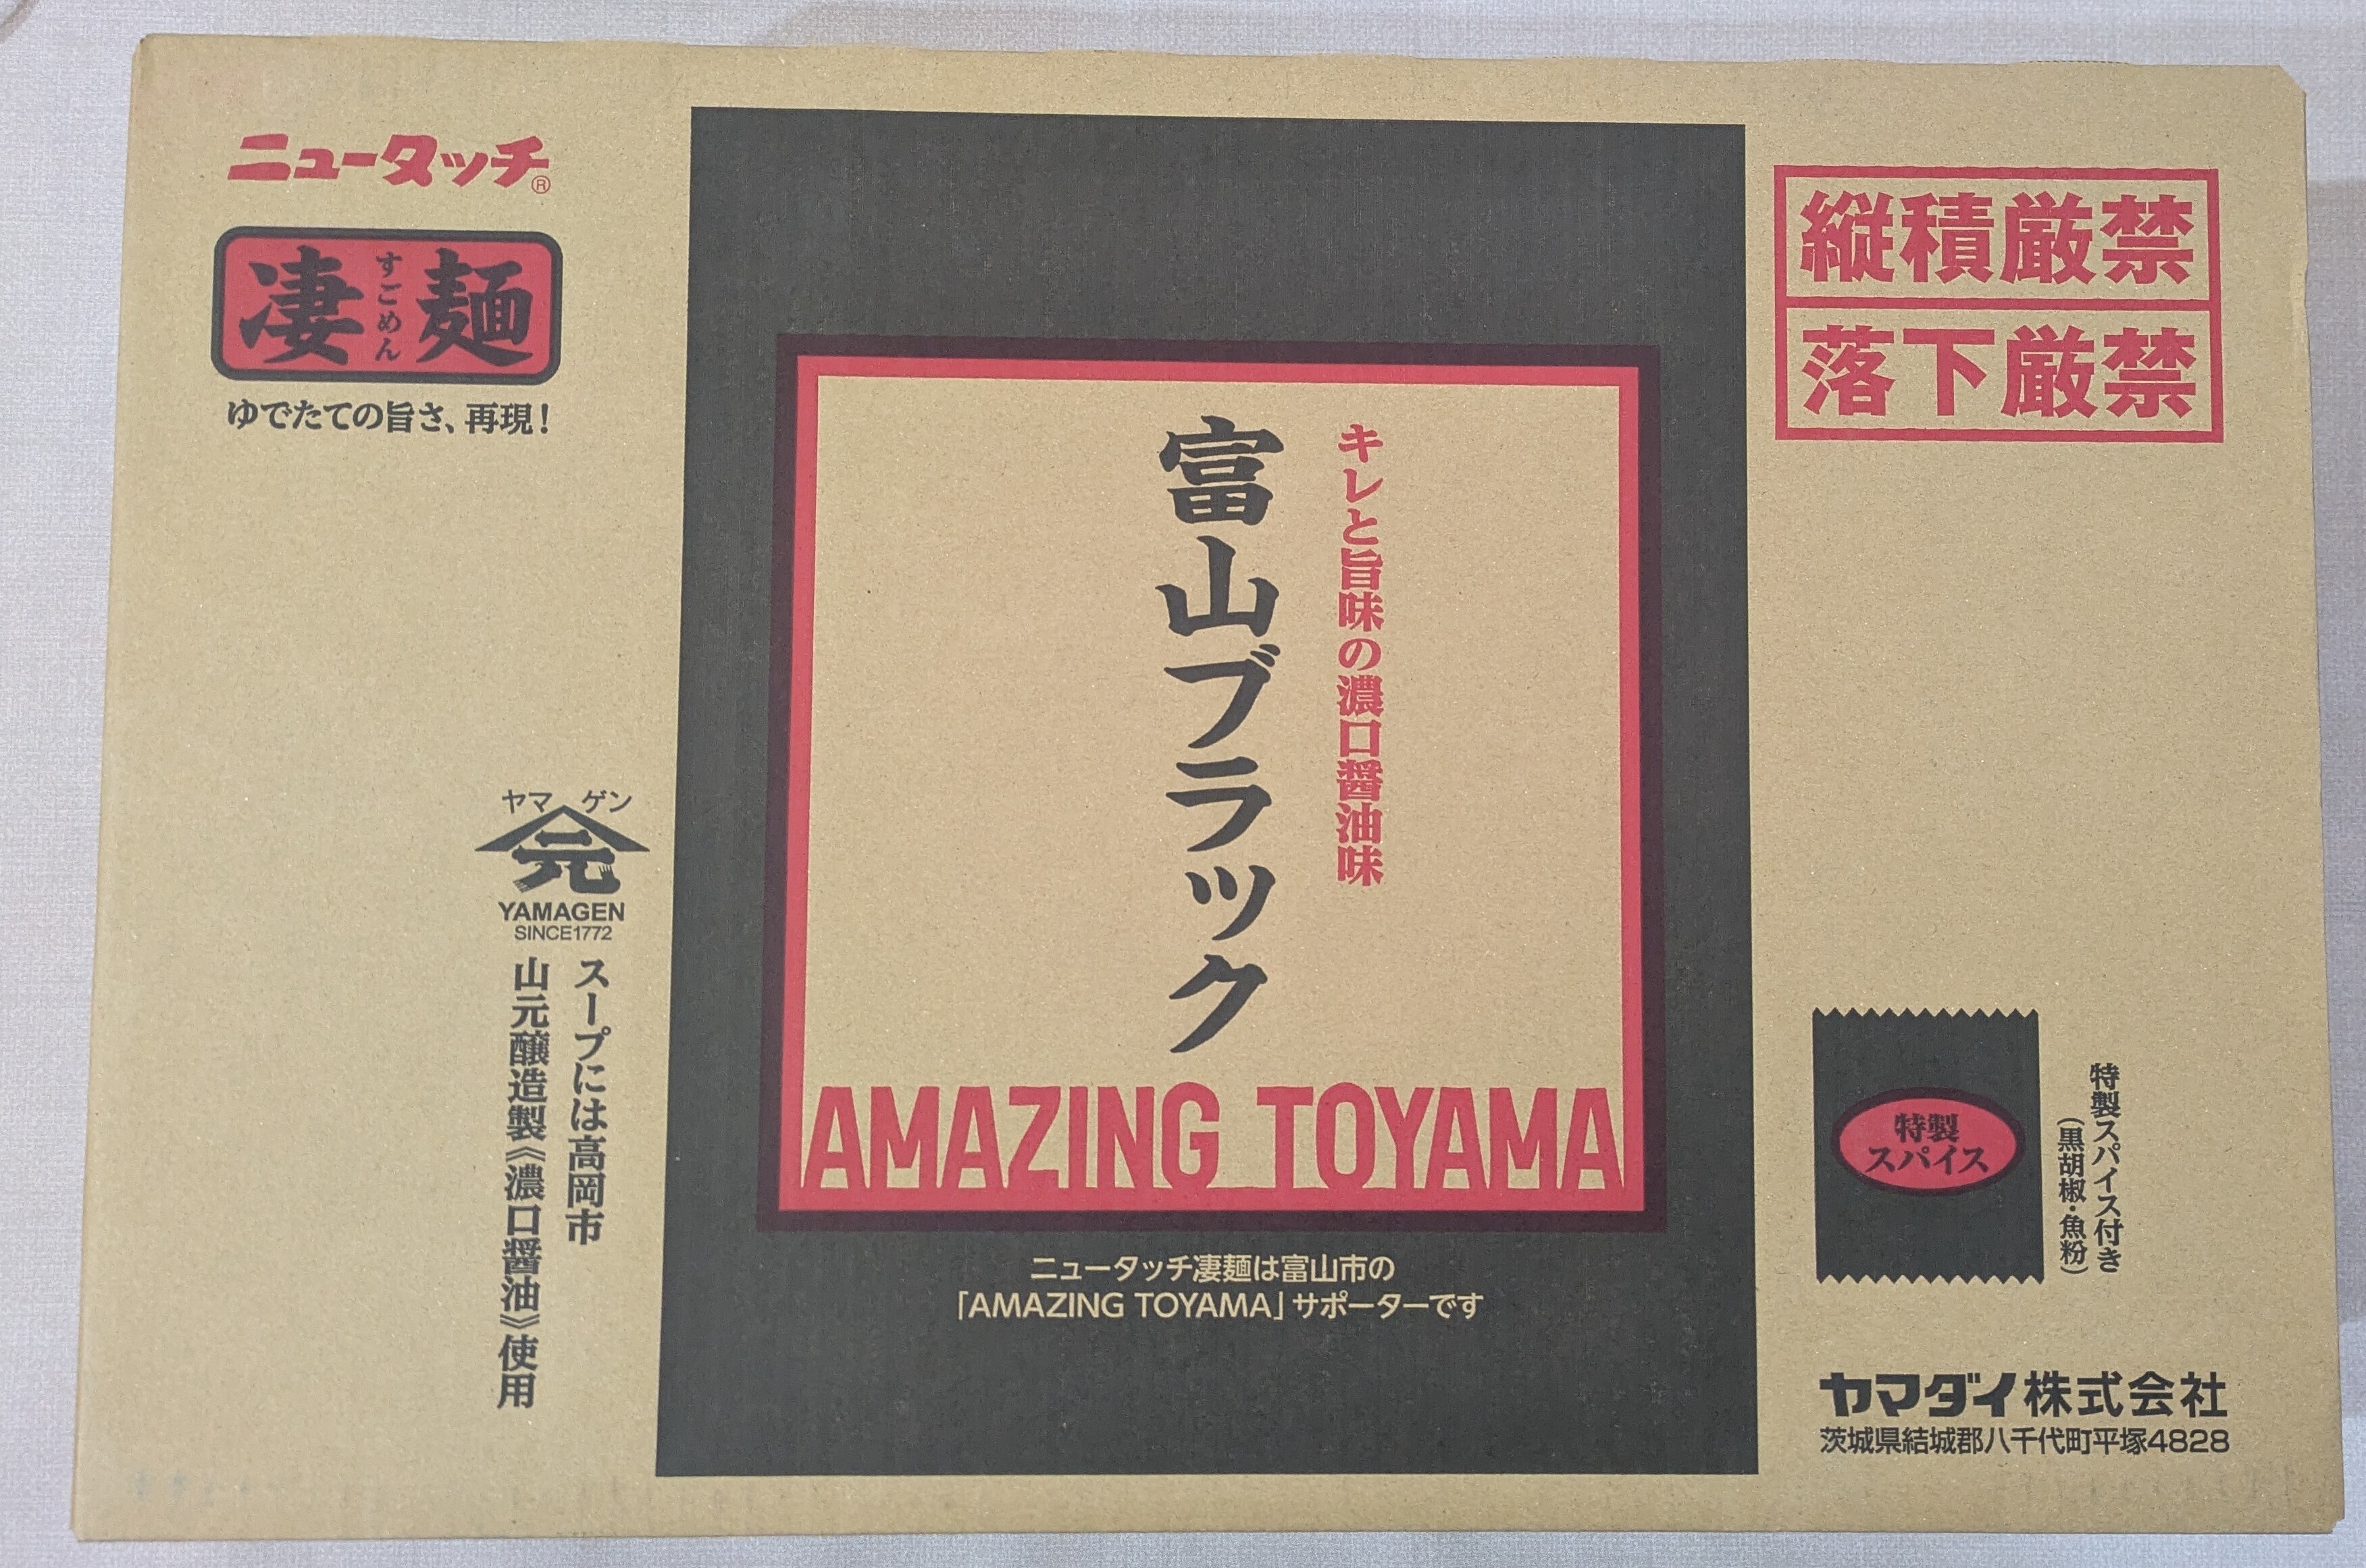 ニュータッチ®
凄麺
すごめん
ゆでたての旨さ、再現!
縦積厳禁
落下厳禁
キレと旨味の濃口醤油味
富山ブラック
AMAZING TOYAMA
ニュータッチ凄麺は富山市の
「AMAZING TOYAMA」サポーターです
ヤマゲン
元
YAMAGEN
SINCE1772
スープには高岡市
山元醸造製《濃口醤油》使用
特製
スパイス
特製スパイス付き
(黒胡椒・魚粉)
ヤマダイ株式会社
茨城県結城郡八千代町平塚4828